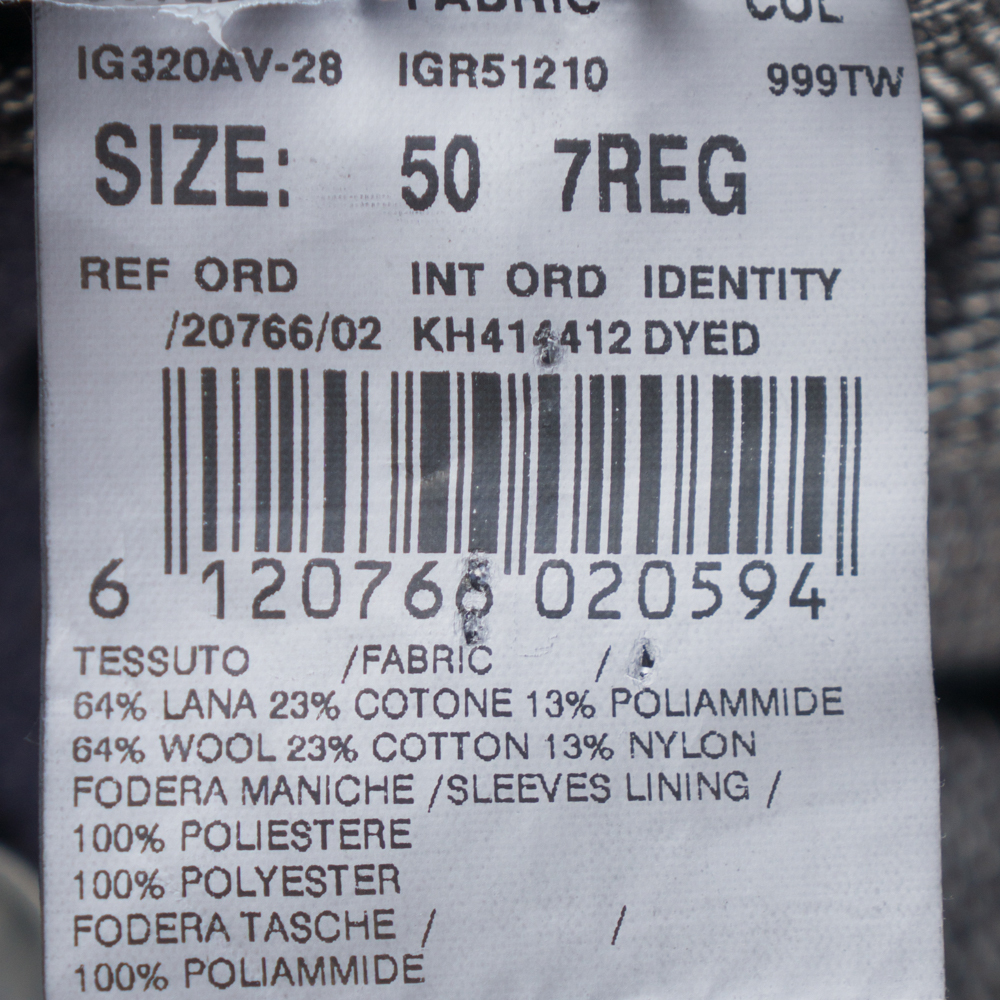 FABRIC COL
IG320AV-28 IGR51210 999TW
SIZE: 50 7REG
REF ORD INT ORD IDENTITY
/20766/02 KH414412 DYED
6 120766 020594
TESSUTO /FABRIC /
64% LANA 23% COTONE 13% POLIAMMIDE
64% WOOL 23% COTTON 13% NYLON
FODERA MANICHE /SLEEVES LINING /
100% POLIESTERE
100% POLYESTER
FODERA TASCHE / /
100% POLIAMMIDE